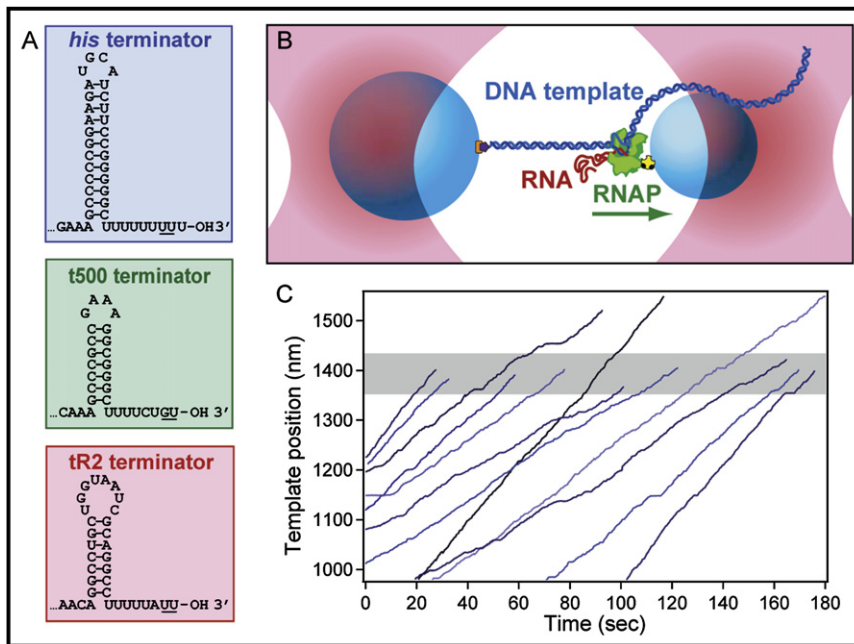 A
his terminator
G C
U A
A-U
G-C
A-U
A-U
G-C
G-C
C-G
C-G
C-G
C-G
C-G
G-C
...GAAA UUUUUUUUU-OH 3'
t500 terminator
A A
G A
C-G
C-G
G-C
C-G
C-G
C-G
G-C
...CAAA UUUUCUGU-OH 3'
tR2 terminator
U A
G A
G U
U C
C-G
G-C
U-A
C-G
C-G
G-C
G-C
...AACA UUUUUAUU-OH 3'
B
DNA template
RNA
RNAP
C
Template position (nm)
1500
1400
1300
1200
1100
1000
0 20 40 60 80 100 120 140 160 180
Time (sec)